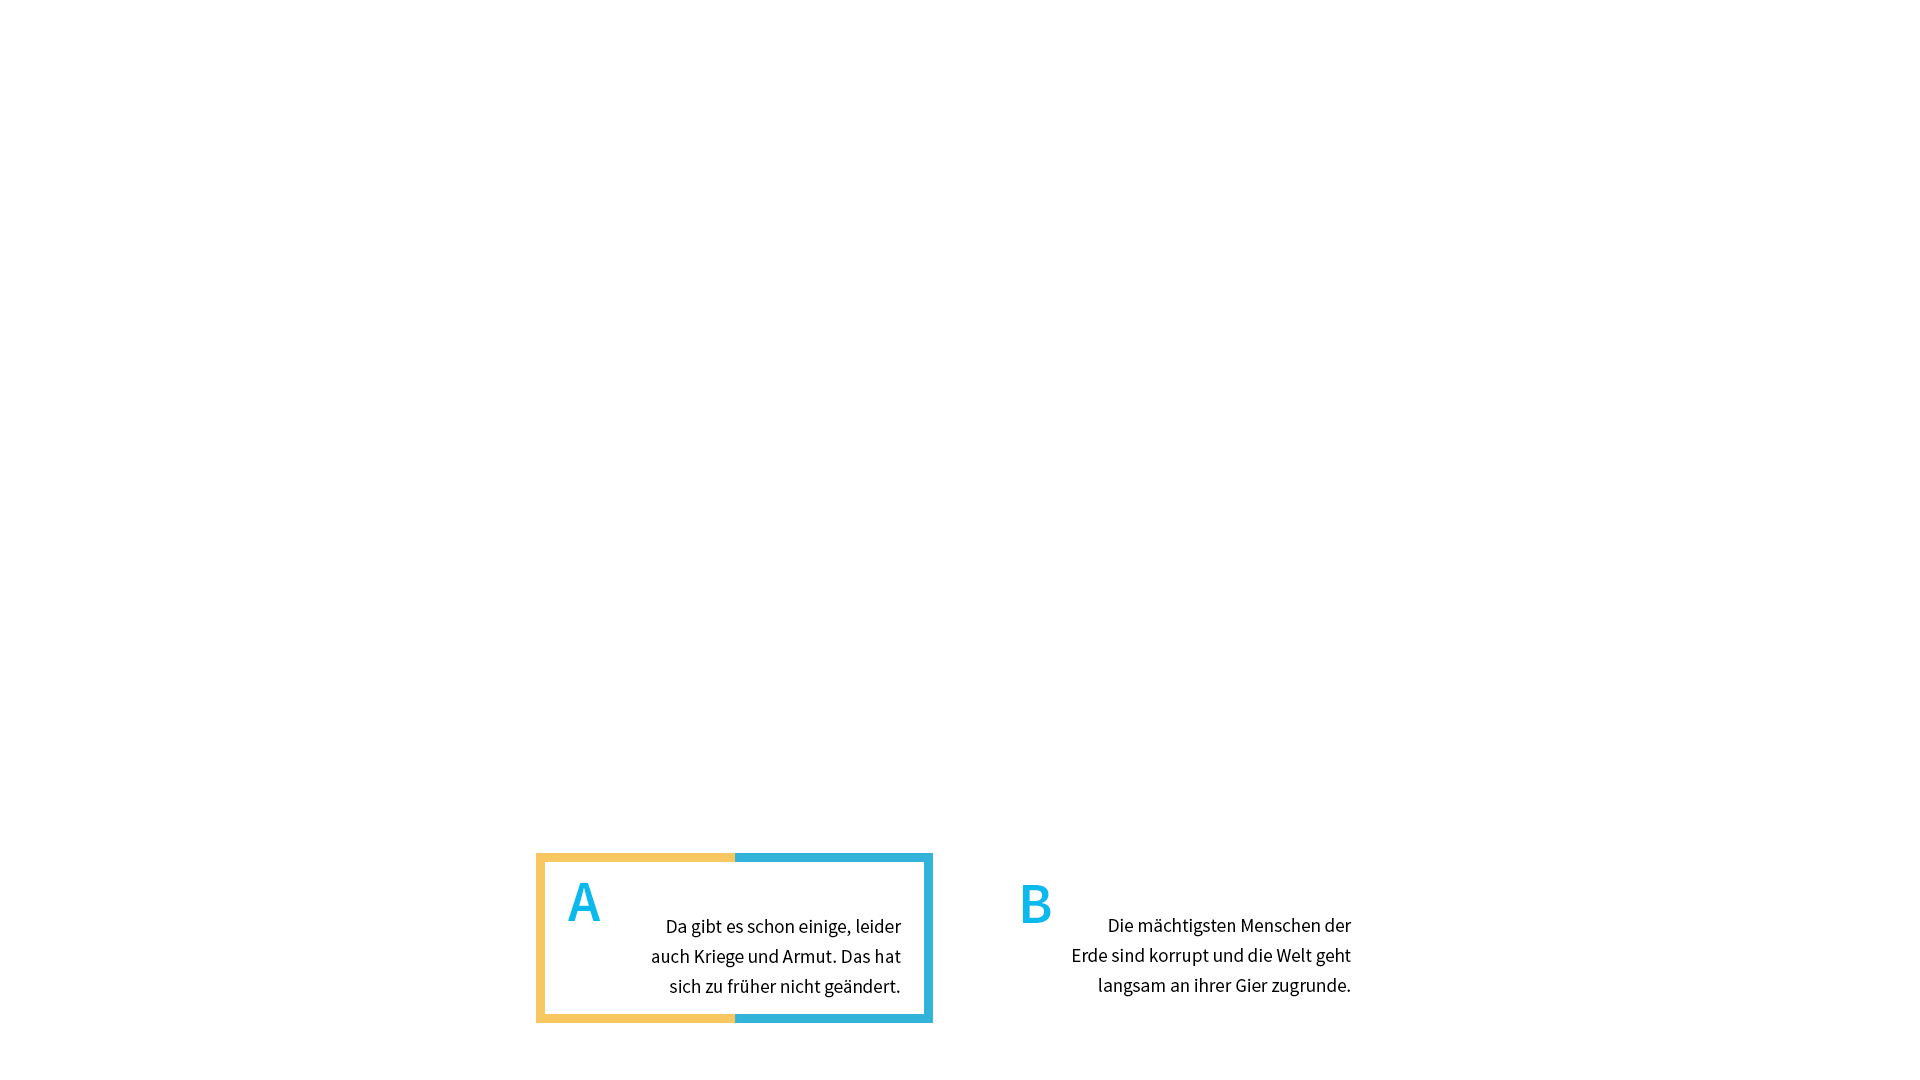 A
Da gibt es schon einige, leider
auch Kriege und Armut. Das hat
sich zu früher nicht geändert.
B
Die mächtigsten Menschen der
Erde sind korrupt und die Welt geht
langsam an ihrer Gier zugrunde.